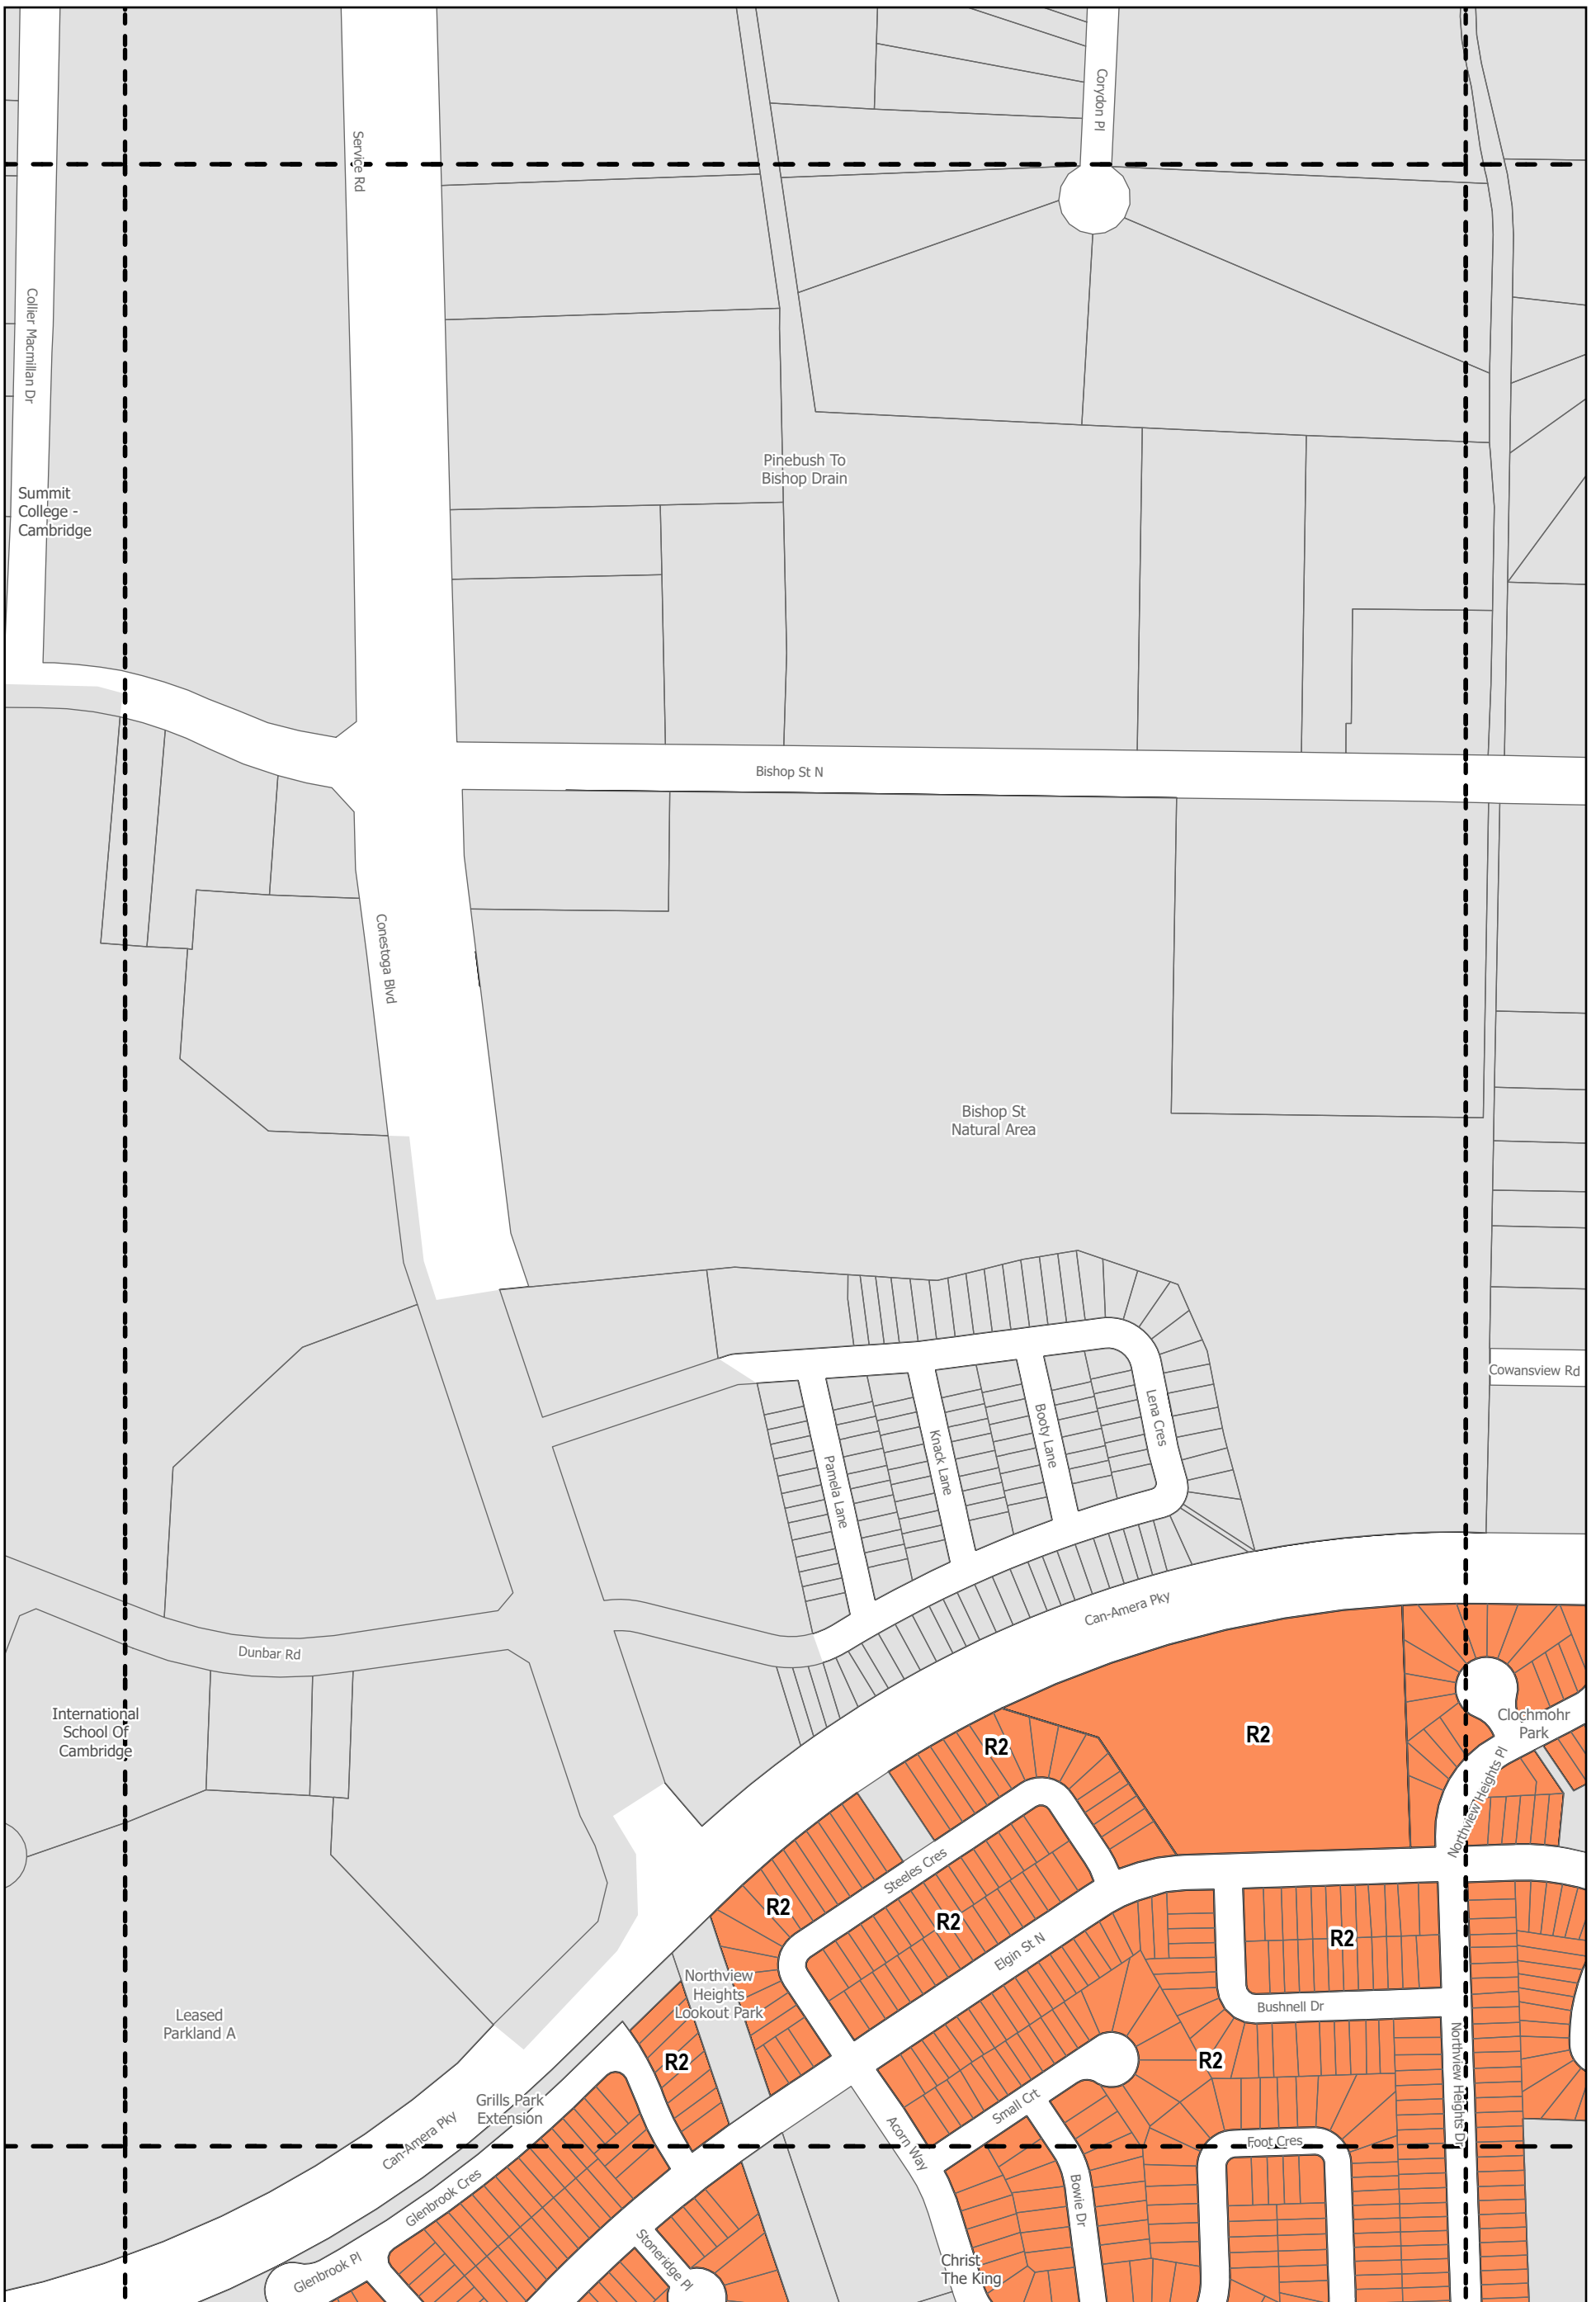 Corydon Pl
Service Rd
Collier Macmillan Dr
Pinebush To
Bishop Drain
Summit
College -
Cambridge
Bishop St N
Conestoga Blvd
Bishop St
Natural Area
Cowansview Rd
Lena Cres
Booty Lane
Knack Lane
Pamela Lane
Can-Amera Pky
Dunbar Rd
International
School Of
Cambridge
Clochmohr
Park
R2
R2
Northview Heights Pl
Steeles Cres
R2
R2
R2
Elgin St N
Northview
Heights
Lookout Park
Bushnell Dr
Leased
Parkland A
R2
R2
Northview Heights Dr
Small Crt
Grills Park
Extension
Can-Amera Pky
Acorn Way
Foot Cres
Glenbrook Cres
Bowie Dr
Stoneridge Pl
Christ
The King
Glenbrook Pl